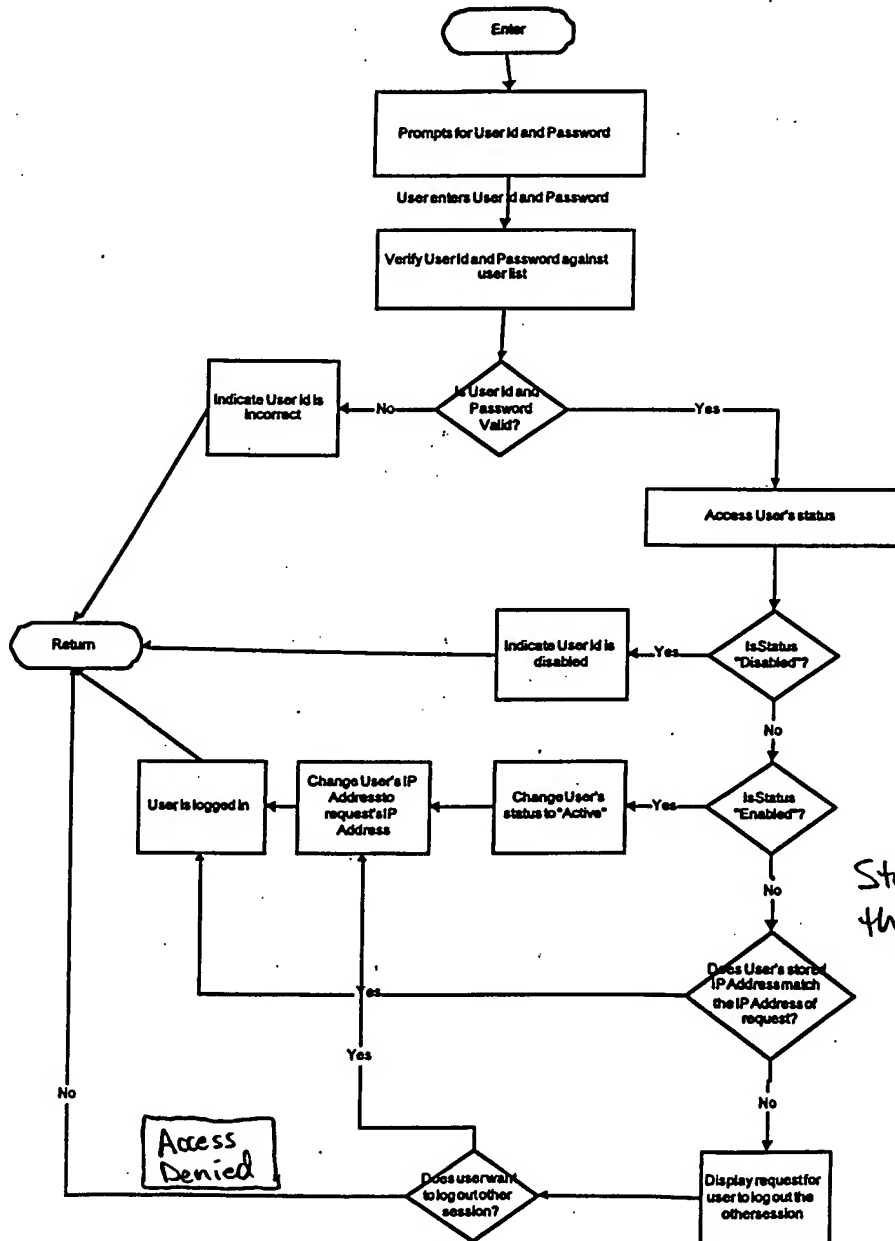 Enter
Prompts for User Id and Password
User enters User Id and Password
Verify User Id and Password against
user list
Is User Id and
Password
Valid?
No
Yes
Indicate User Id is
Incorrect
Access User's status
Return
Indicate User Id is
disabled
Yes
Is Status
"Disabled"?
No
User is logged in
Change User's IP
Address to
request's IP
Address
Change User's
status to "Active"
Yes
Is Status
"Enabled"?
No
Does User's stored
IP Address match
the IP Address of
request?
Yes
Yes
No
No
Access
Denied
Does user want
to log out other
session?
Display request for
user to log out the
other session